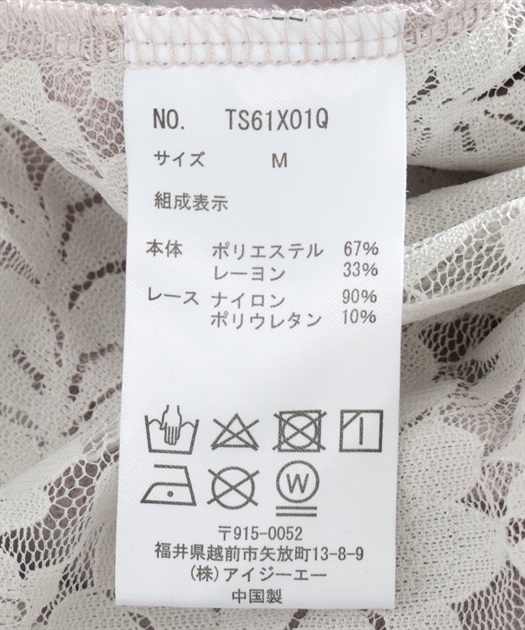 NO. TS61X01Q
サイズ M
組成表示
本体 ポリエステル 67%
レーヨン 33%
レース ナイロン 90%
ポリウレタン 10%
W
〒915-0052
福井県越前市矢放町13-8-9
(株)アイジーエー
中国製